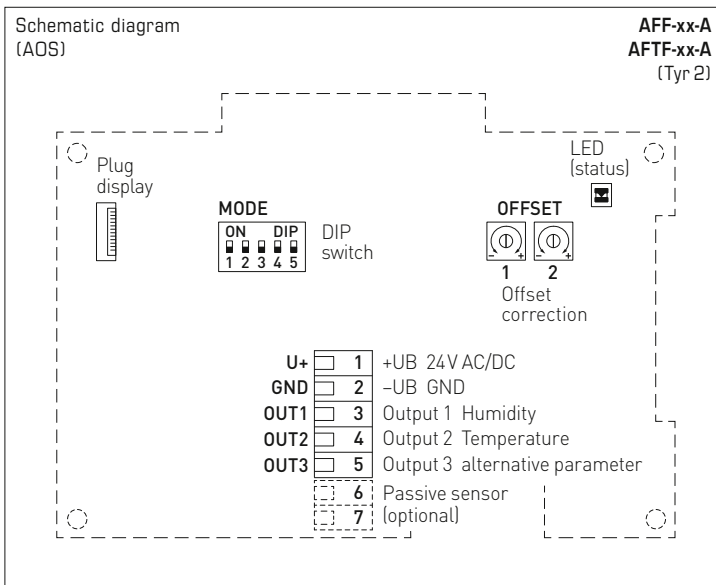 Schematic diagram
(AOS)
AFF-xx-A
AFTF-xx-A
(Tyr 2)
Plug
display
MODE
ON DIP
1 2 3 4 5
DIP
switch
OFFSET
- + - +
1 2
Offset
correction
LED
(status)
U+ 1 +UB 24V AC/DC
GND 2 –UB GND
OUT1 3 Output 1 Humidity
OUT2 4 Output 2 Temperature
OUT3 5 Output 3 alternative parameter
6 Passive sensor
7 (optional)